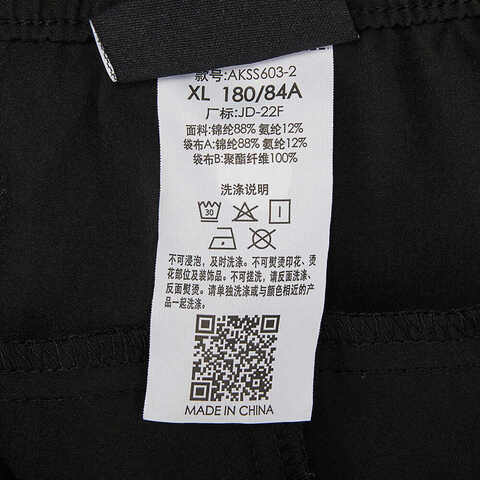 款号:AKSS603-2
XL 180/84A
厂标:JD-22F
面料:锦纶88% 氨纶12%
袋布A:锦纶88% 氨纶12%
袋布B:聚酯纤维100%
洗涤说明
30
不可浸泡，及时洗涤。不可熨烫印花、烫
花部位及装饰品。不可搓洗，请反面洗涤、
反面熨烫。请单独洗涤或与颜色相近的产
品一起洗涤。
MADE IN CHINA